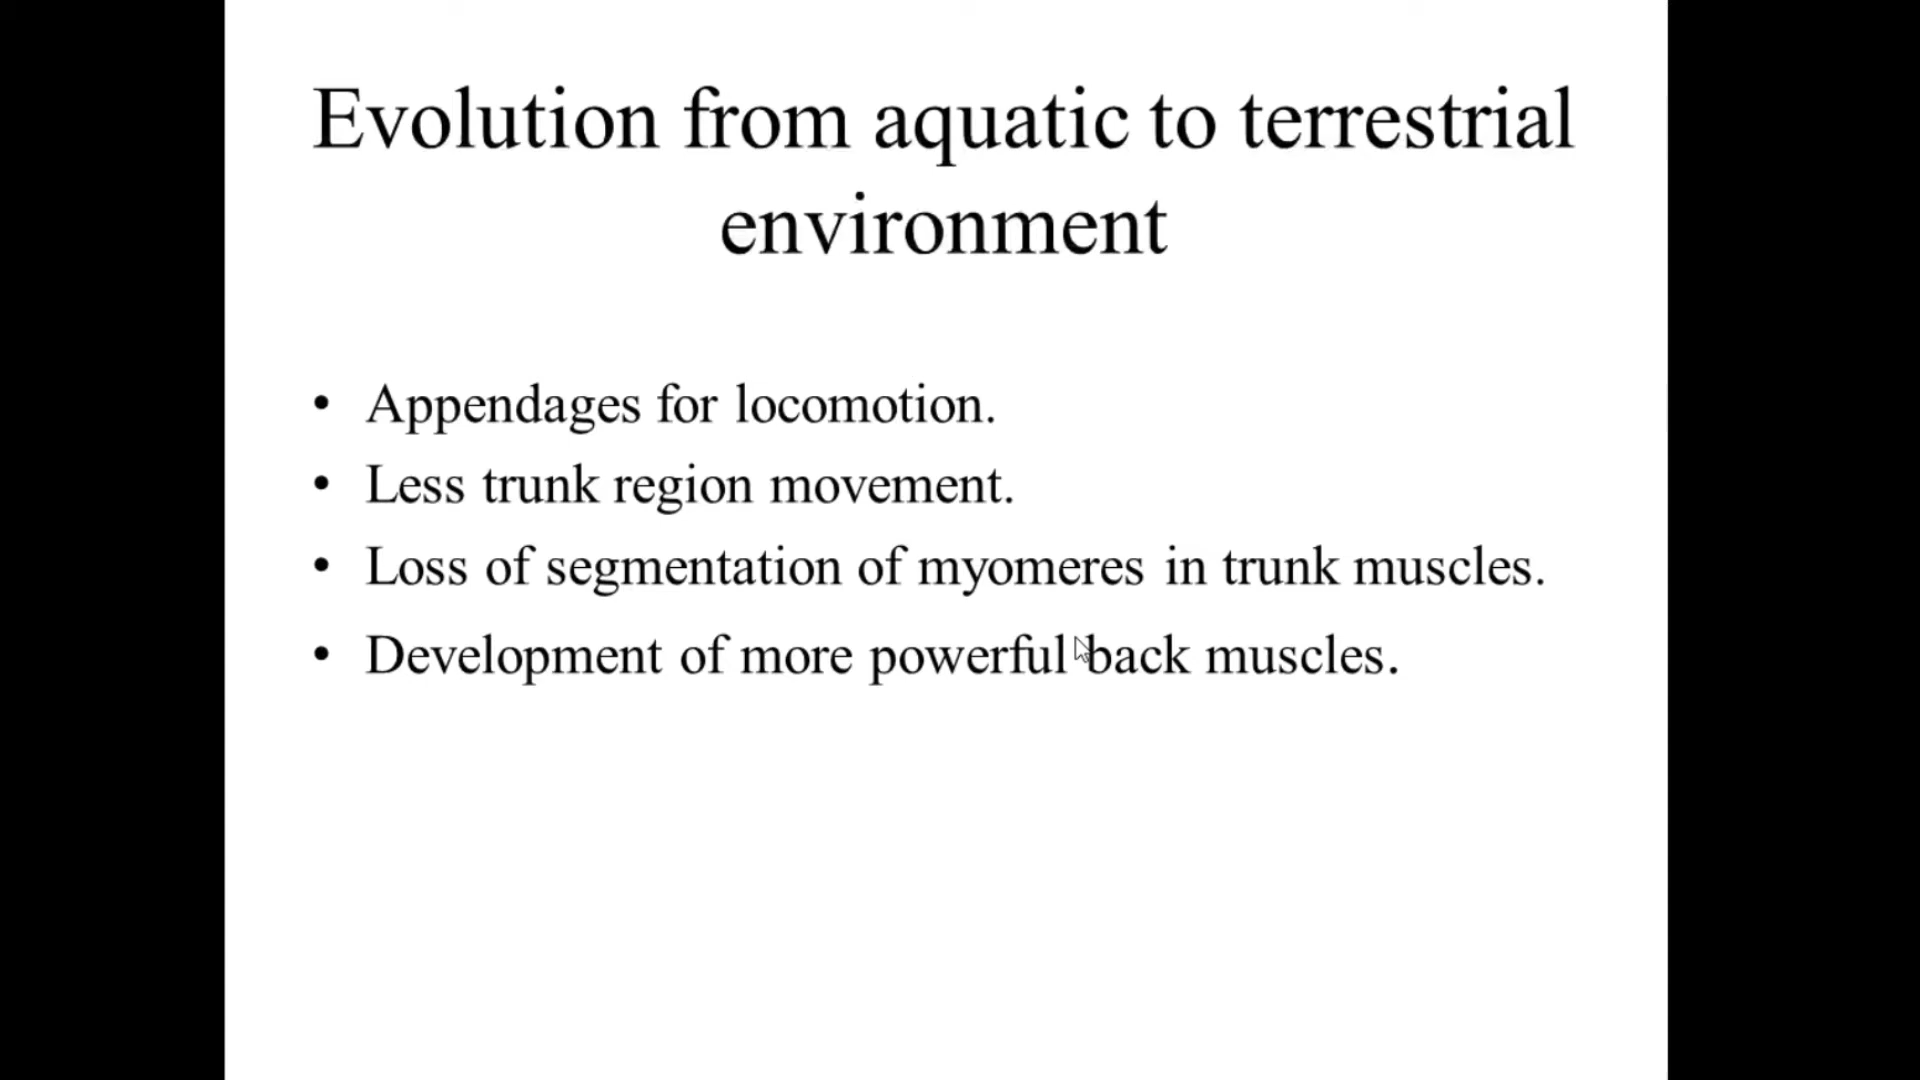 Evolution from aquatic to terrestrial
environment
• Appendages for locomotion.
• Less trunk region movement.
• Loss of segmentation of myomeres in trunk muscles.
• Development of more powerful back muscles.